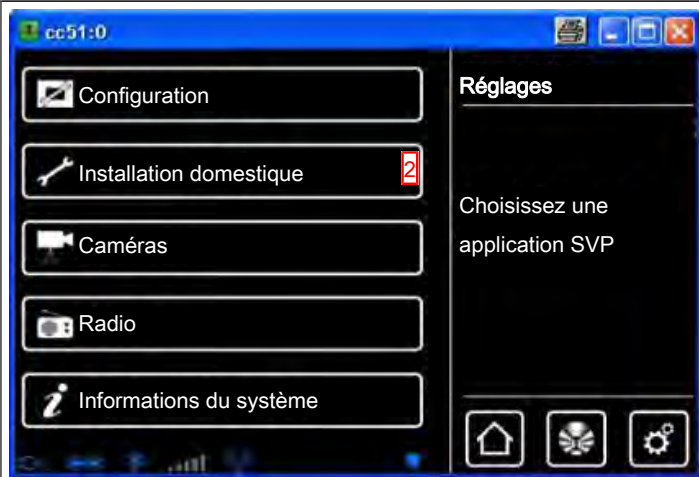 cc51:0
Configuration
Installation domestique 2
Caméras
Radio
Informations du système
Réglages
Choisissez une
application SVP